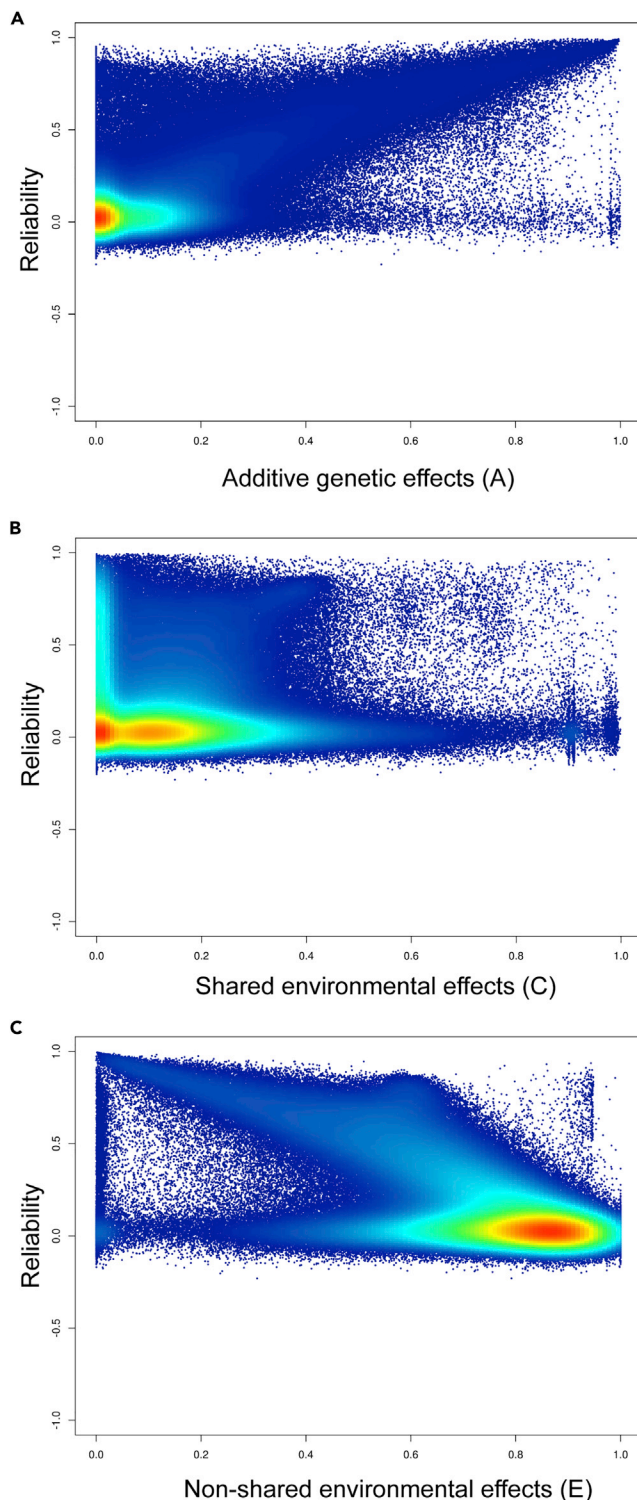 A
1.0
0.5
0.0
-0.5
-1.0
Reliability
0.0 0.2 0.4 0.6 0.8 1.0
Additive genetic effects (A)
B
1.0
0.5
0.0
-0.5
-1.0
Reliability
0.0 0.2 0.4 0.6 0.8 1.0
Shared environmental effects (C)
C
1.0
0.5
0.0
-0.5
-1.0
Reliability
0.0 0.2 0.4 0.6 0.8 1.0
Non-shared environmental effects (E)